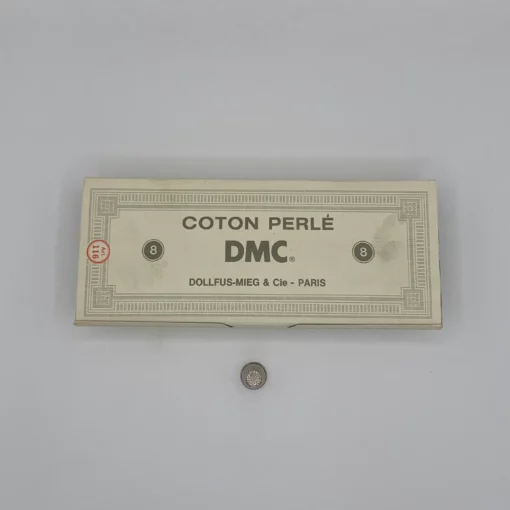 COTON PERLÉ
8 DMC® 8
116
DOLLFUS-MIEG & Cie - PARIS